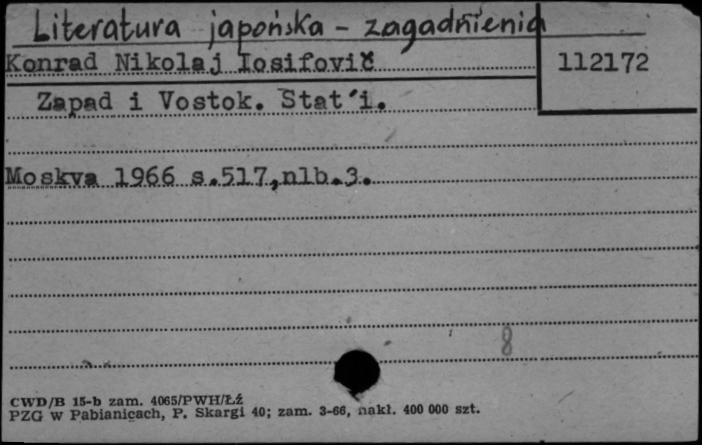 Literatura japońska - zagadnienia
Konrad Nikolaj Iosifovič
112172
Zapad i Vostok. Stat'i.
Moskva 1966 s.517,nlb.3.
8
CWD/B 15-b zam. 4065/PWH/Łź
PZG w Pabianicach, P. Skargi 40; zam. 3-66, nakł. 400 000 szt.